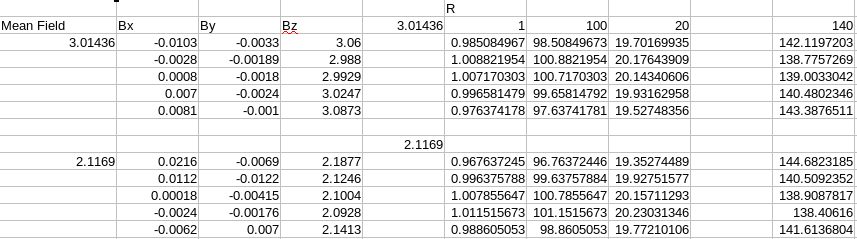 R
Mean Field Bx By Bz 3.01436 1 100 20 140
3.01436 -0.0103 -0.0033 3.06 0.985084967 98.50849673 19.70169935 142.1197203
-0.0028 -0.00189 2.988 1.008821954 100.8821954 20.17643909 138.7757269
0.0008 -0.0018 2.9929 1.007170303 100.7170303 20.14340606 139.0033042
0.007 -0.0024 3.0247 0.996581479 99.65814792 19.93162958 140.4802346
0.0081 -0.001 3.0873 0.976374178 97.63741781 19.52748356 143.3876511
2.1169
2.1169 0.0216 -0.0069 2.1877 0.967637245 96.76372446 19.35274489 144.6823185
0.0112 -0.0122 2.1246 0.996375788 99.63757884 19.92751577 140.5092352
0.00018 -0.00415 2.1004 1.007855647 100.7855647 20.15711293 138.9087817
-0.0024 -0.00176 2.0928 1.011515673 101.1515673 20.23031346 138.40616
-0.0062 0.007 2.1413 0.988605053 98.8605053 19.77210106 141.6136804